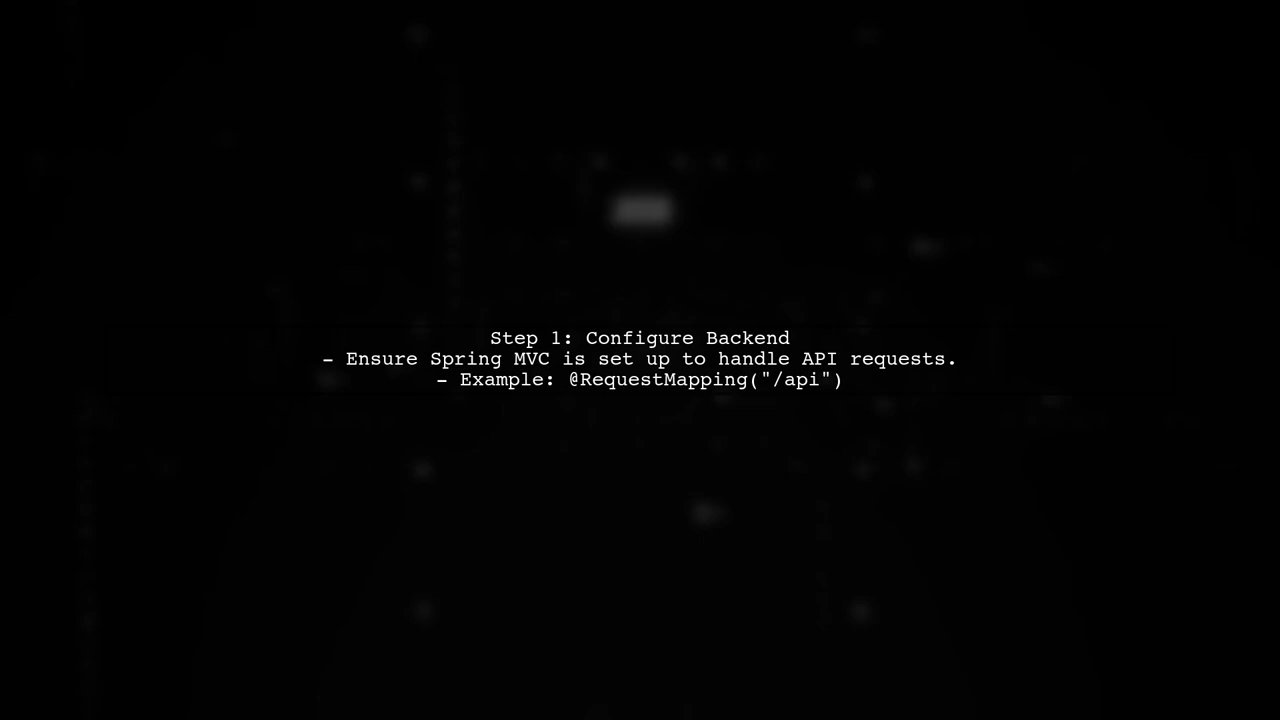 Step 1: Configure Backend
- Ensure Spring MVC is set up to handle API requests.
- Example: @RequestMapping("/api")